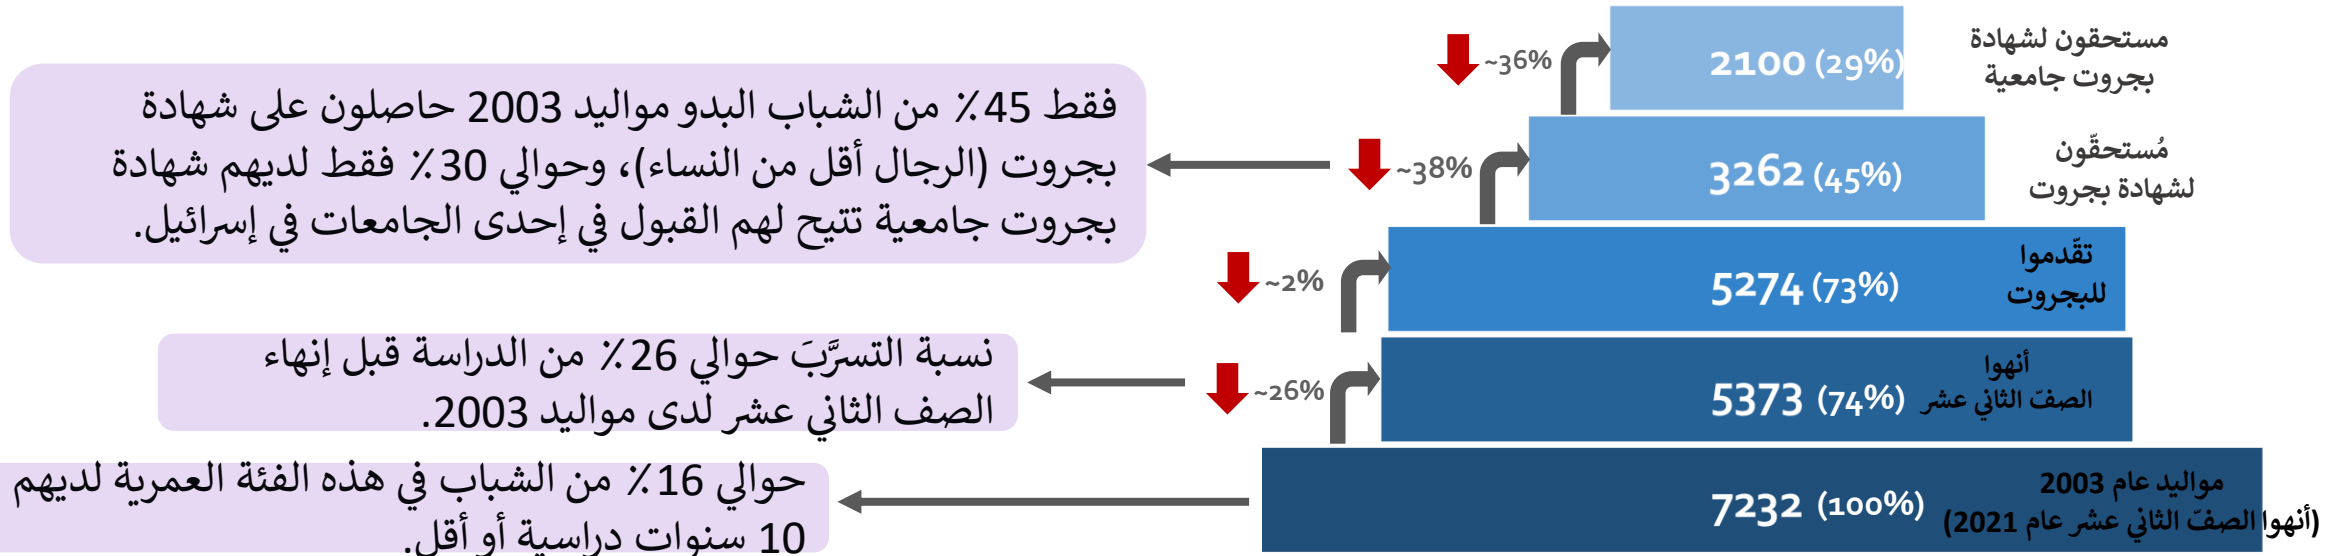 مستحقون لشهادة
بجروت جامعية
2100 (29%)
~36%
مُستحقّون
لشهادة بجروت
3262 (45%)
~38%
فقط 45٪ من الشباب البدو مواليد 2003 حاصلون على شهادة
بجروت (الرجال أقل من النساء)، وحوالي 30٪ فقط لديهم شهادة
بجروت جامعية تتيح لهم القبول في إحدى الجامعات في إسرائيل.
تقّدموا
للبجروت
5274 (73%)
~2%
أنهوا
الصفّ الثاني عشر
5373 (74%)
~26%
نسبة التسرَّبَ حوالي 26٪ من الدراسة قبل إنهاء
الصف الثاني عشر لدى مواليد 2003.
مواليد عام 2003
(أنهوا الصفّ الثاني عشر عام 2021)
7232 (100%)
حوالي 16٪ من الشباب في هذه الفئة العمرية لديهم
10 سنوات دراسية أو أقل.